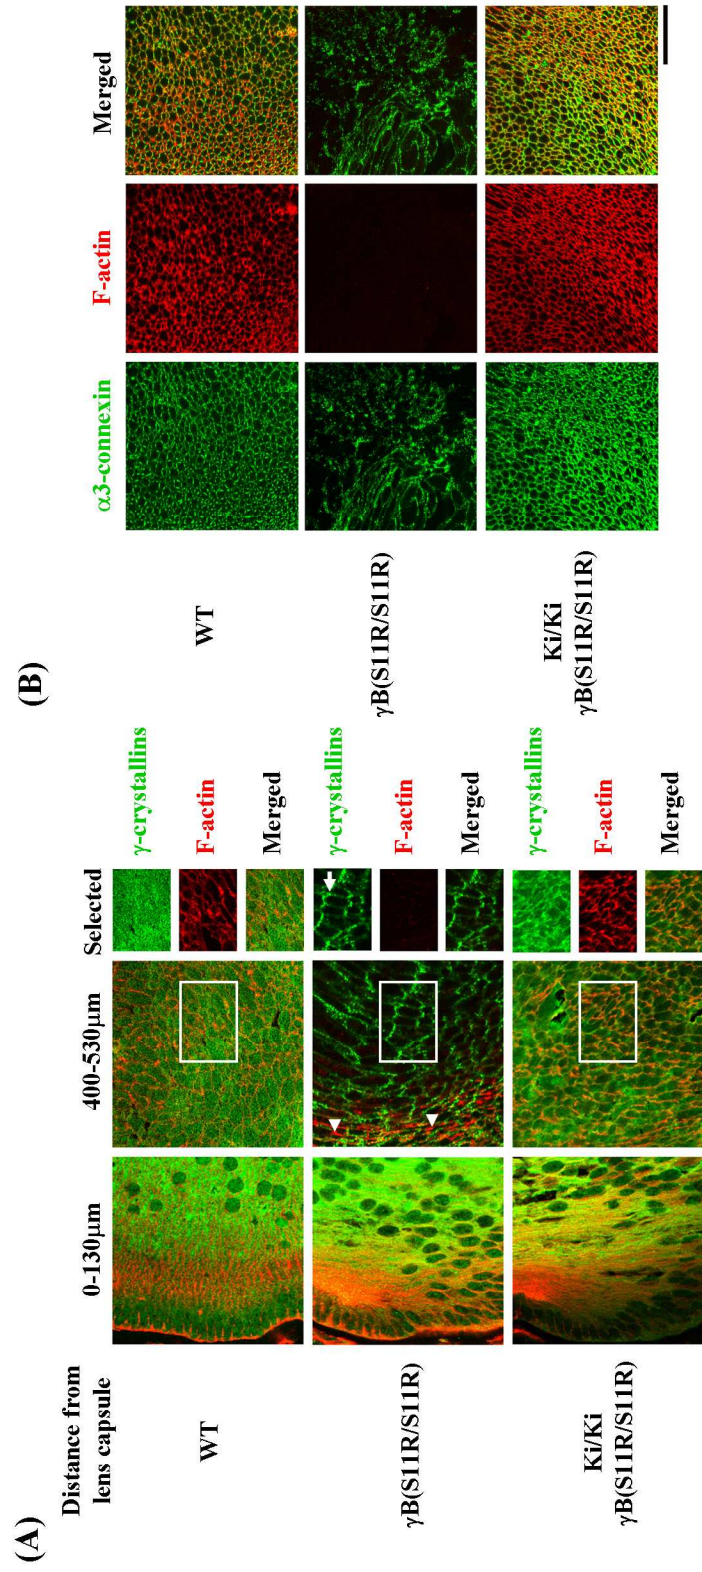 (A)
Distance from
lens capsule
0-130μm
400-530μm
Selected
WT
γ-crystallins
F-actin
Merged
γB(S11R/S11R)
γ-crystallins
F-actin
Merged
Ki/Ki
γB(S11R/S11R)
γ-crystallins
F-actin
Merged
(B)
α3-connexin
F-actin
Merged
WT
γB(S11R/S11R)
Ki/Ki
γB(S11R/S11R)